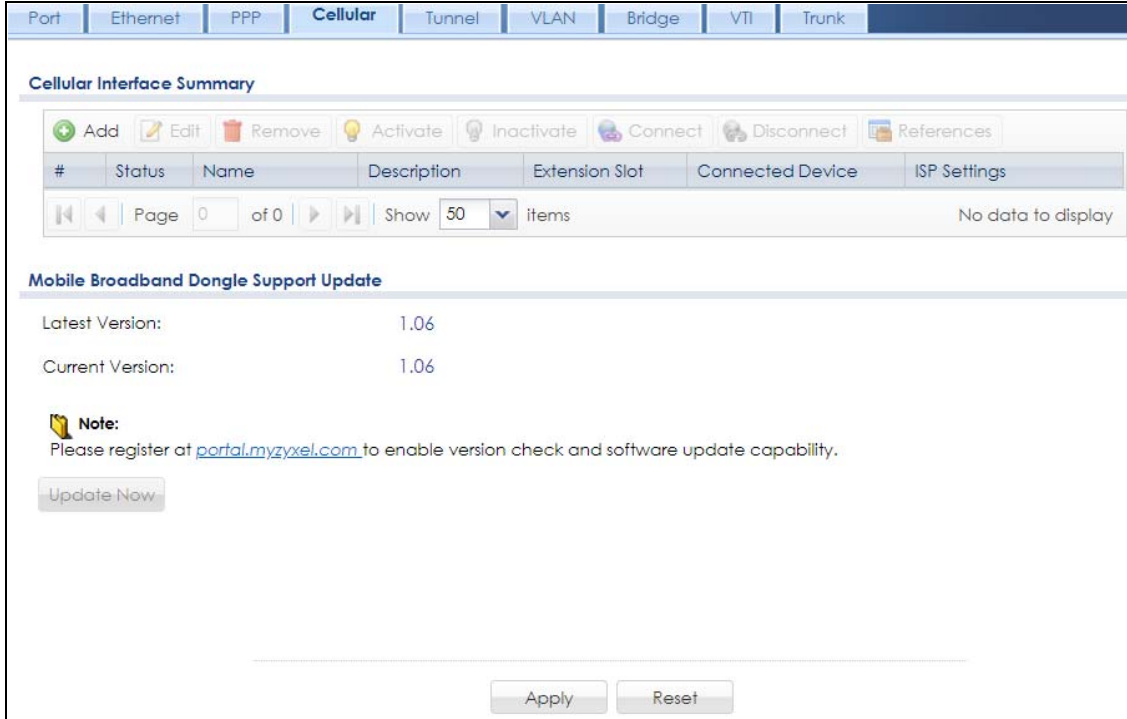 Port Ethernet PPP Cellular Tunnel VLAN Bridge VTI Trunk
Cellular Interface Summary
Add Edit Remove Activate Inactivate Connect Disconnect References
# Status Name Description Extension Slot Connected Device ISP Settings
Page 0 of 0 Show 50 items No data to display
Mobile Broadband Dongle Support Update
Latest Version: 1.06
Current Version: 1.06
Note:
Please register at portal.myzyxel.com to enable version check and software update capability.
Update Now
Apply Reset